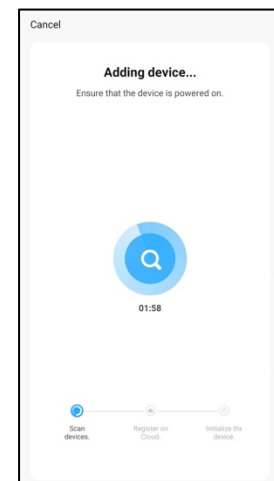 Cancel
Adding device...
Ensure that the device is powered on.
01:58
Scan
devices.
Register on
Cloud.
Initialize the
device.